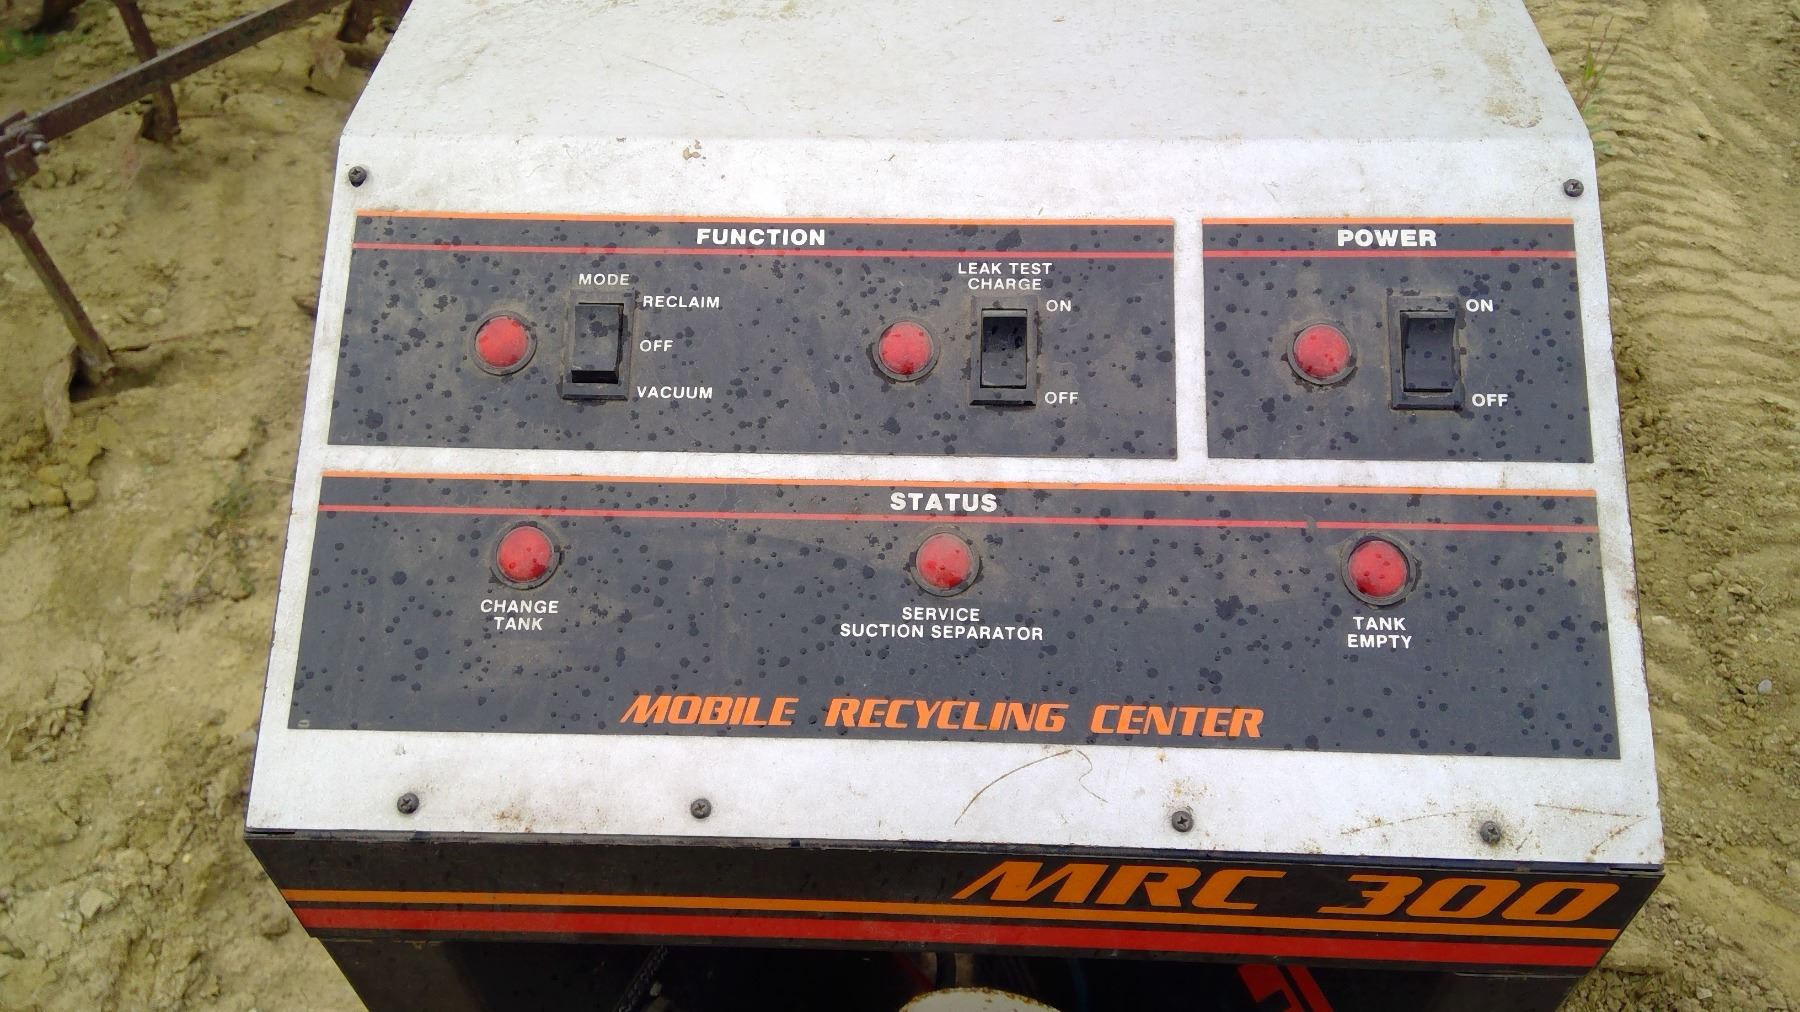 FUNCTION
MODE
RECLAIM
OFF
VACUUM
LEAK TEST
CHARGE
ON
OFF
POWER
ON
OFF
STATUS
CHANGE
TANK
SERVICE
SUCTION SEPARATOR
TANK
EMPTY
MOBILE RECYCLING CENTER
MRC 300